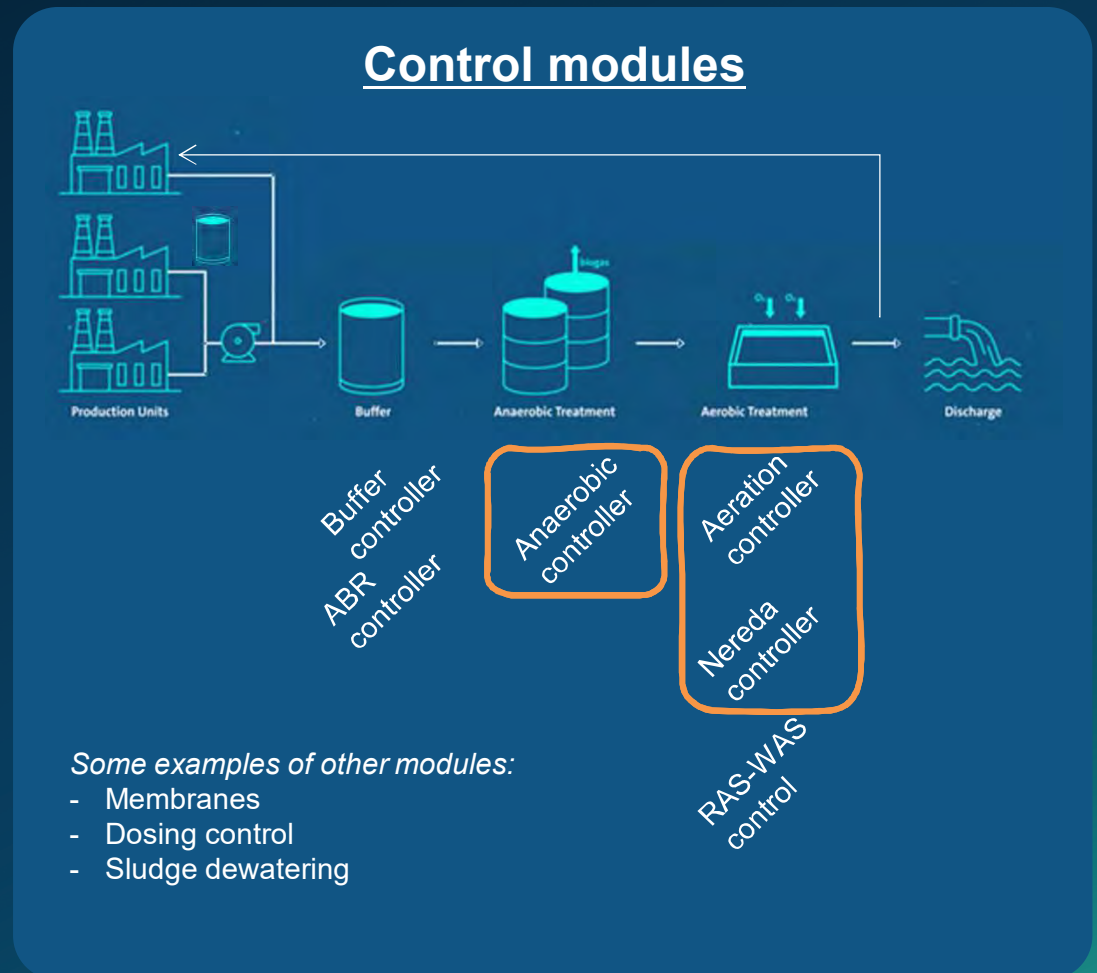 Control modules
biogas
O₂ O₂
Production Units
Buffer
Anaerobic Treatment
Aerobic Treatment
Discharge
Buffer
controller
ABR
controller
Anaerobic
controller
Aeration
controller
Nereda
controller
RAS-WAS
control
Some examples of other modules:
- Membranes
- Dosing control
- Sludge dewatering